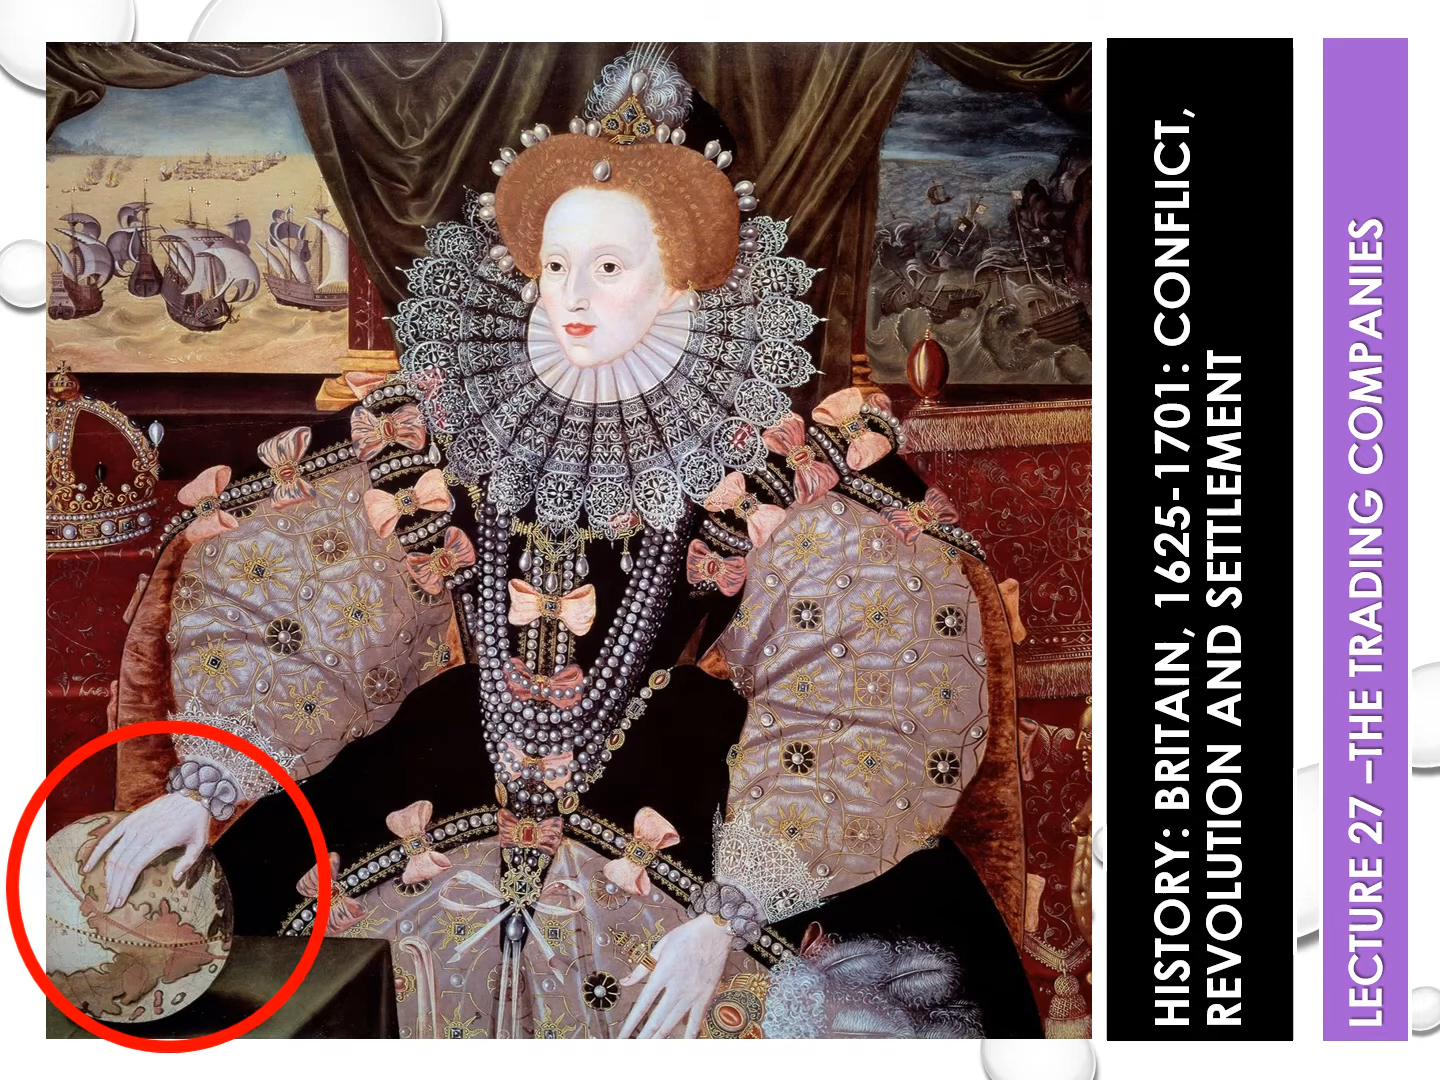 HISTORY: BRITAIN, 1625-1701: CONFLICT,
REVOLUTION AND SETTLEMENT
LECTURE 27 –THE TRADING COMPANIES